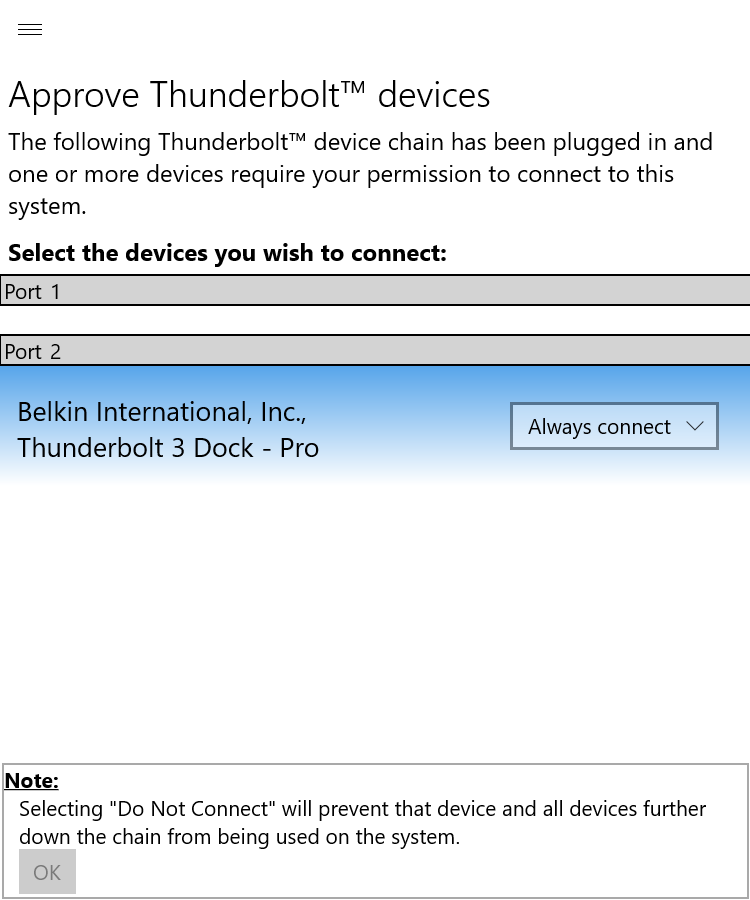 Approve Thunderbolt™ devices
The following Thunderbolt™ device chain has been plugged in and
one or more devices require your permission to connect to this
system.
Select the devices you wish to connect:
Port 1
Port 2
Belkin International, Inc.,
Thunderbolt 3 Dock - Pro
Always connect
Note:
Selecting "Do Not Connect" will prevent that device and all devices further
down the chain from being used on the system.
OK